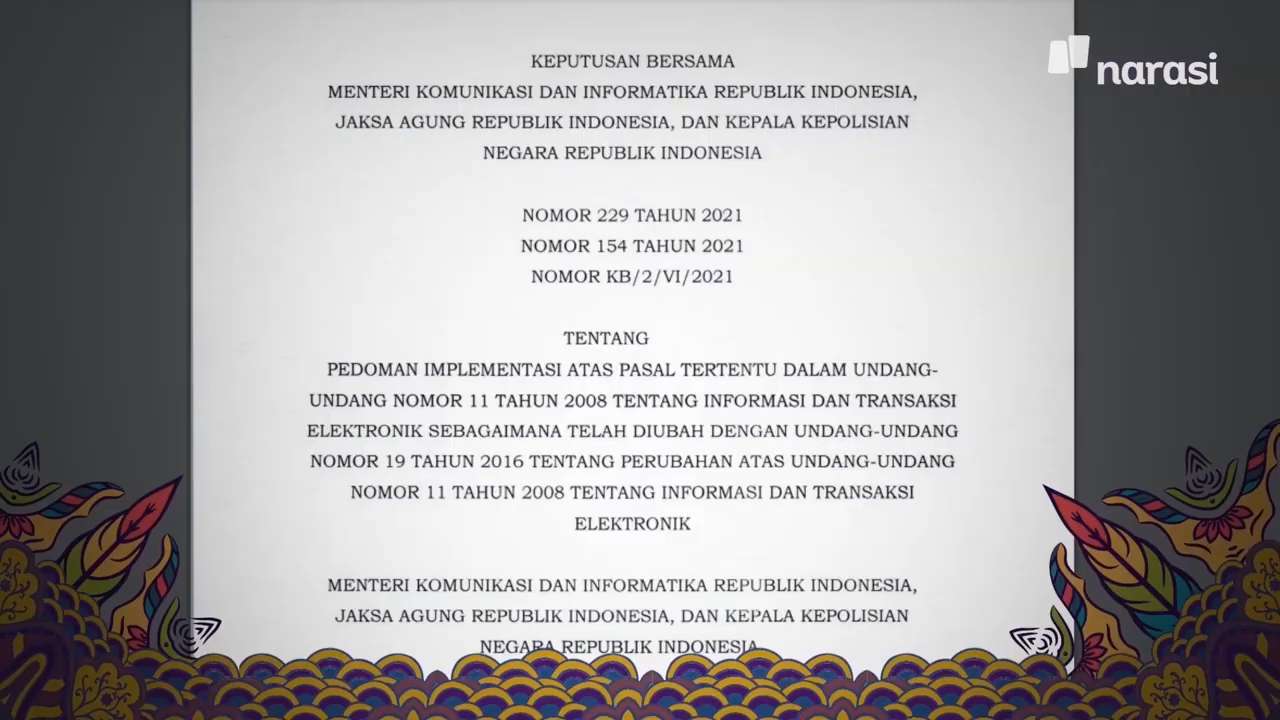 narasi
KEPUTUSAN BERSAMA
MENTERI KOMUNIKASI DAN INFORMATIKA REPUBLIK INDONESIA,
JAKSA AGUNG REPUBLIK INDONESIA, DAN KEPALA KEPOLISIAN
NEGARA REPUBLIK INDONESIA
NOMOR 229 TAHUN 2021
NOMOR 154 TAHUN 2021
NOMOR KB/2/VI/2021
TENTANG
PEDOMAN IMPLEMENTASI ATAS PASAL TERTENTU DALAM UNDANG-
UNDANG NOMOR 11 TAHUN 2008 TENTANG INFORMASI DAN TRANSAKSI
ELEKTRONIK SEBAGAIMANA TELAH DIUBAH DENGAN UNDANG-UNDANG
NOMOR 19 TAHUN 2016 TENTANG PERUBAHAN ATAS UNDANG-UNDANG
NOMOR 11 TAHUN 2008 TENTANG INFORMASI DAN TRANSAKSI
ELEKTRONIK
MENTERI KOMUNIKASI DAN INFORMATIKA REPUBLIK INDONESIA,
JAKSA AGUNG REPUBLIK INDONESIA, DAN KEPALA KEPOLISIAN
NEGARA REPUBLIK INDONESIA